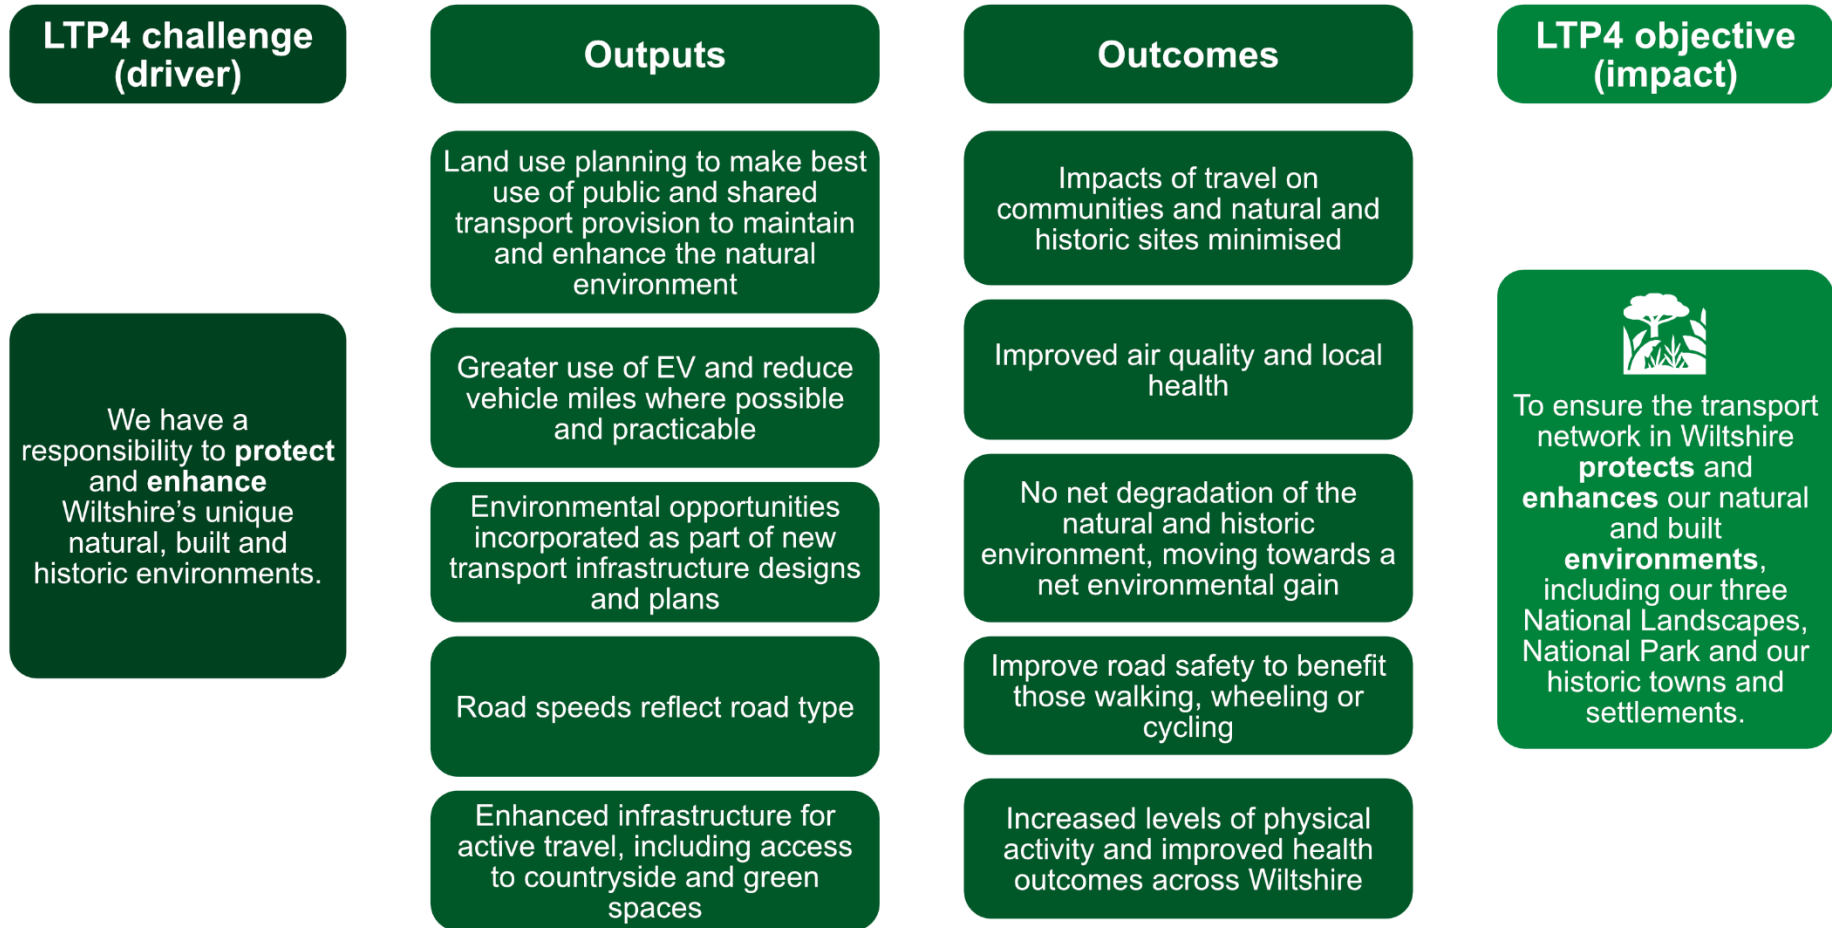 LTP4 challenge
(driver)
Outputs
Outcomes
LTP4 objective
(impact)
We have a
responsibility to protect
and enhance
Wiltshire’s unique
natural, built and
historic environments.
Land use planning to make best
use of public and shared
transport provision to maintain
and enhance the natural
environment
Greater use of EV and reduce
vehicle miles where possible
and practicable
Environmental opportunities
incorporated as part of new
transport infrastructure designs
and plans
Road speeds reflect road type
Enhanced infrastructure for
active travel, including access
to countryside and green
spaces
Impacts of travel on
communities and natural and
historic sites minimised
Improved air quality and local
health
No net degradation of the
natural and historic
environment, moving towards a
net environmental gain
Improve road safety to benefit
those walking, wheeling or
cycling
Increased levels of physical
activity and improved health
outcomes across Wiltshire
To ensure the transport
network in Wiltshire
protects and
enhances our natural
and built
environments,
including our three
National Landscapes,
National Park and our
historic towns and
settlements.